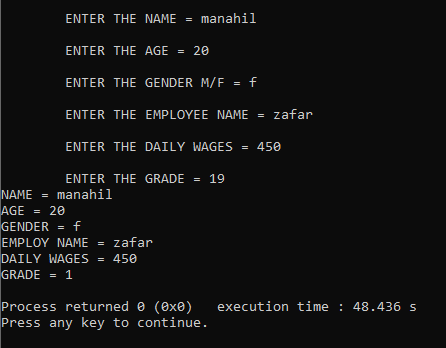 ENTER THE NAME = manahil
ENTER THE AGE = 20
ENTER THE GENDER M/F = f
ENTER THE EMPLOYEE NAME = zafar
ENTER THE DAILY WAGES = 450
ENTER THE GRADE = 19
NAME = manahil
AGE = 20
GENDER = f
EMPLOY NAME = zafar
DAILY WAGES = 450
GRADE = 1
Process returned 0 (0x0)   execution time : 48.436 s
Press any key to continue.